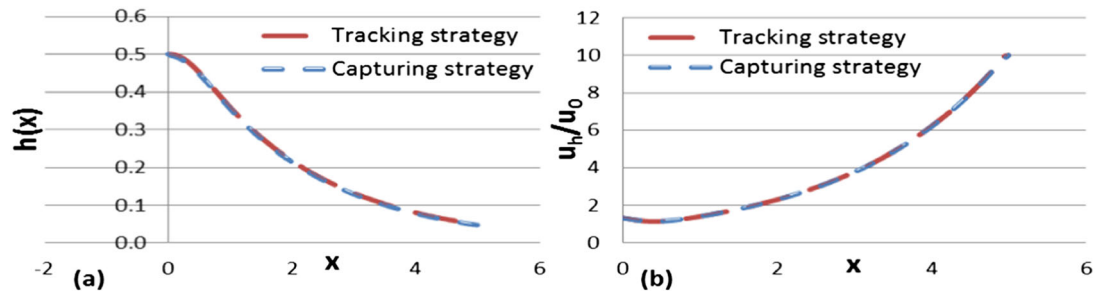 0.6
0.5
0.4
0.3
0.2
0.1
0.0
-2
0
2
4
6
h(x)
x
(a)
Tracking strategy
Capturing strategy
12
10
8
6
4
2
0
0
2
4
6
uh/u0
x
(b)
Tracking strategy
Capturing strategy